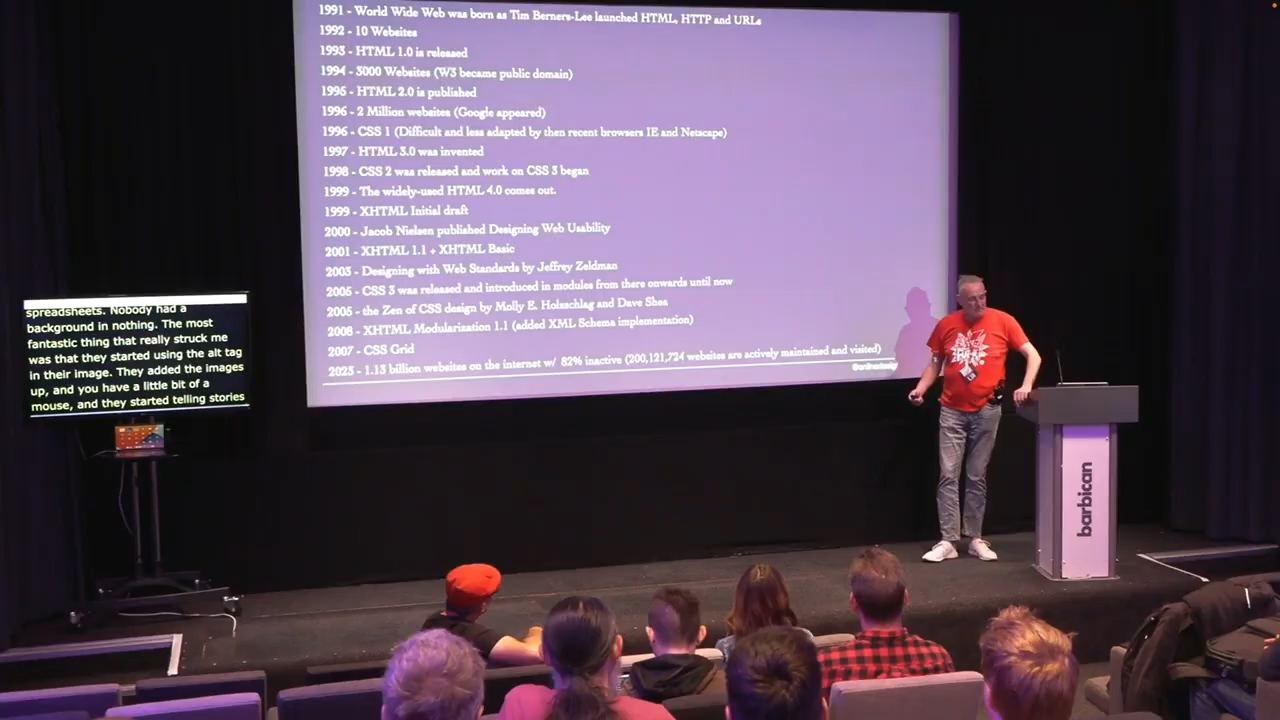 1991 - World Wide Web was born as Tim Berners-Lee launched HTML, HTTP and URLs
1992 - 10 Websites
1993 - HTML 1.0 is released
1994 - 3000 Websites (W3 became public domain)
1995 - HTML 2.0 is published
1996 - 2 Million websites (Google appeared)
1996 - CSS 1 (Difficult and less adapted by then recent browsers IE and Netscape)
1997 - HTML 3.0 was invented
1998 - CSS 2 was released and work on CSS 3 began
1999 - The widely-used HTML 4.0 comes out.
1999 - XHTML Initial draft
2000 - Jacob Nielsen published Designing Web Usability
2001 - XHTML 1.1 + XHTML Basic
2003 - Designing with Web Standards by Jeffrey Zeldman
2005 - CSS 3 was released and introduced in modules from there onwards until now
2005 - the Zen of CSS design by Molly E. Holzschlag and Dave Shea
2008 - XHTML Modularization 1.1 (added XML Schema implementation)
2007 - CSS Grid
2023 - 1.13 billion websites on the internet w/ 82% inactive (200,121,724 websites are actively maintained and visited)
spreadsheets. Nobody had a
background in nothing. The most
fantastic thing that really struck me
was that they started using the alt tag
in their image. They added the images
up, and you have a little bit of a
mouse, and they started telling stories
barbican